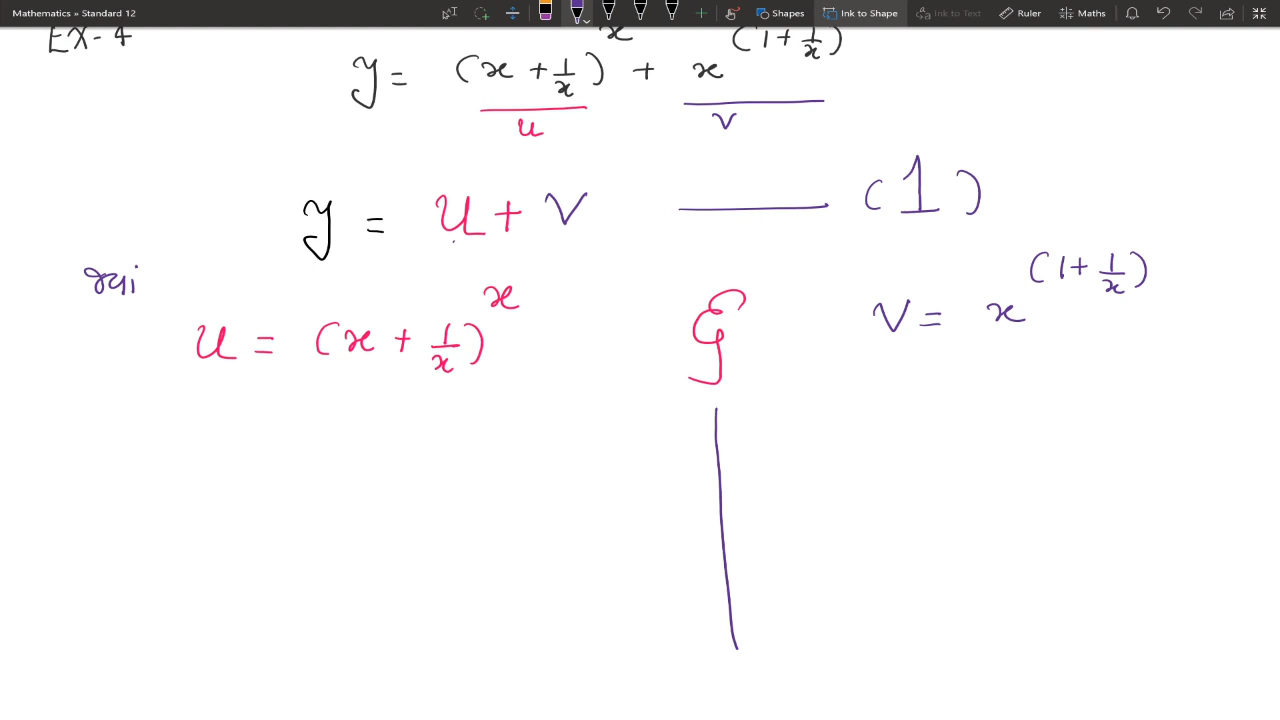 Mathematics » Standard 12
Shapes Ink to Shape Ink to Text Ruler Maths
EX-4
y = (x + 1/x)^x + x^(1 + 1/x)
u v
y = u + v —— (1)
જ્યાં
u = (x + 1/x)^x
v = x^(1 + 1/x)